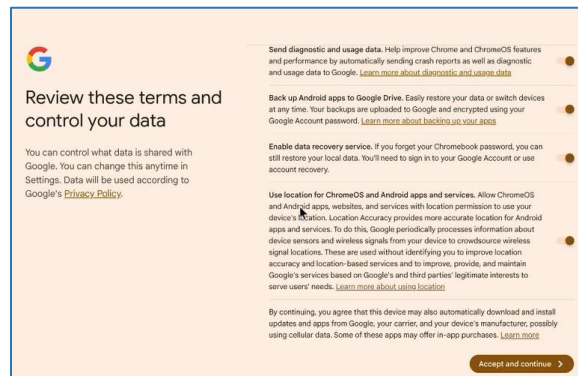 Review these terms and
control your data
You can control what data is shared with
Google. You can change this anytime in
Settings. Data will be used according to
Google's Privacy Policy.
Send diagnostic and usage data. Help improve Chrome and ChromeOS features
and performance by automatically sending crash reports as well as diagnostic
and usage data to Google. Learn more about diagnostic and usage data
Back up Android apps to Google Drive. Easily restore your data or switch devices
at any time. Your backups are uploaded to Google and encrypted using your
Google Account password. Learn more about backing up your apps
Enable data recovery service. If you forget your Chromebook password, you can
still restore your local data. You'll need to sign in to your Google Account or use
account recovery.
Use location for ChromeOS and Android apps and services. Allow ChromeOS
and Android apps, websites, and services with location permission to use your
device's location. Location Accuracy provides more accurate location for Android
apps and services. To do this, Google periodically processes information about
device sensors and wireless signals from your device to crowdsource wireless
signal locations. These are used without identifying you to improve location
accuracy and location-based services and to improve, provide, and maintain
Google's services based on Google's and third parties' legitimate interests to
serve users' needs. Learn more about using location
By continuing, you agree that this device may also automatically download and install
updates and apps from Google, your carrier, and your device's manufacturer, possibly
using cellular data. Some of these apps may offer in-app purchases. Learn more
Accept and continue